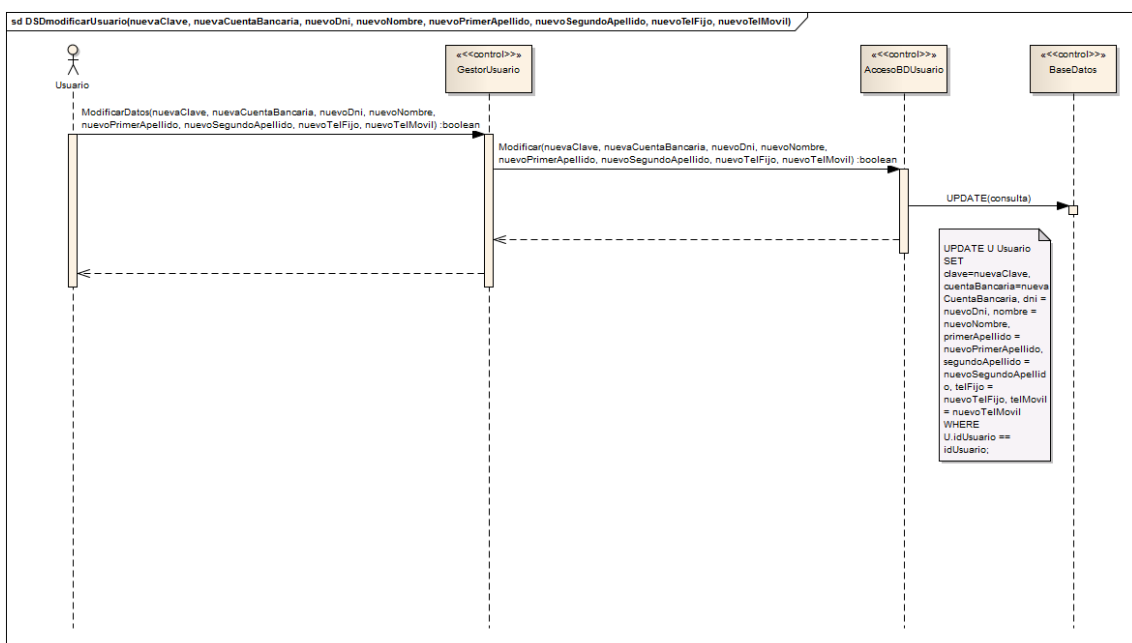 sd DSDmodificarUsuario(nuevaClave, nuevaCuentaBancaria, nuevoDni, nuevoNombre, nuevoPrimerApellido, nuevoSegundoApellido, nuevoTelFijo, nuevoTelMovil)
Usuario
«<<control>>»
GestorUsuario
«<<control>>»
AccesoBDUsuario
«<<control>>»
BaseDatos
ModificarDatos(nuevaClave, nuevaCuentaBancaria, nuevoDni, nuevoNombre,
nuevoPrimerApellido, nuevoSegundoApellido, nuevoTelFijo, nuevoTelMovil) :boolean
Modificar(nuevaClave, nuevaCuentaBancaria, nuevoDni, nuevoNombre,
nuevoPrimerApellido, nuevoSegundoApellido, nuevoTelFijo, nuevoTelMovil) :boolean
UPDATE(consulta)
UPDATE U Usuario
SET
clave=nuevaClave,
cuentaBancaria=nueva
CuentaBancaria, dni =
nuevoDni, nombre =
nuevoNombre,
primerApellido =
nuevoPrimerApellido,
segundoApellido =
nuevoSegundoApellid
o, telFijo =
nuevoTelFijo, telMovil
= nuevoTelMovil
WHERE
U.idUsuario ==
idUsuario;